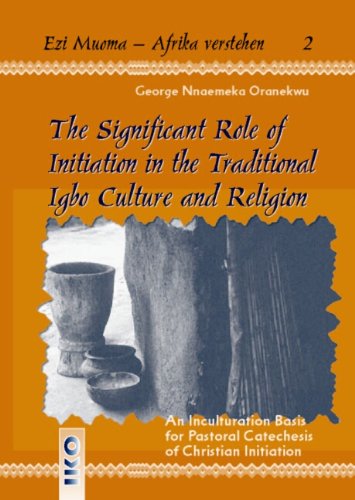 Ezi Muoma – Afrika verstehen 2
George Nnaemeka Oranekwu
The Significant Role of
Initiation in the Traditional
Igbo Culture and Religion
An Inculturation Basis
for Pastoral Catechesis
of Christian Initiation
IKO